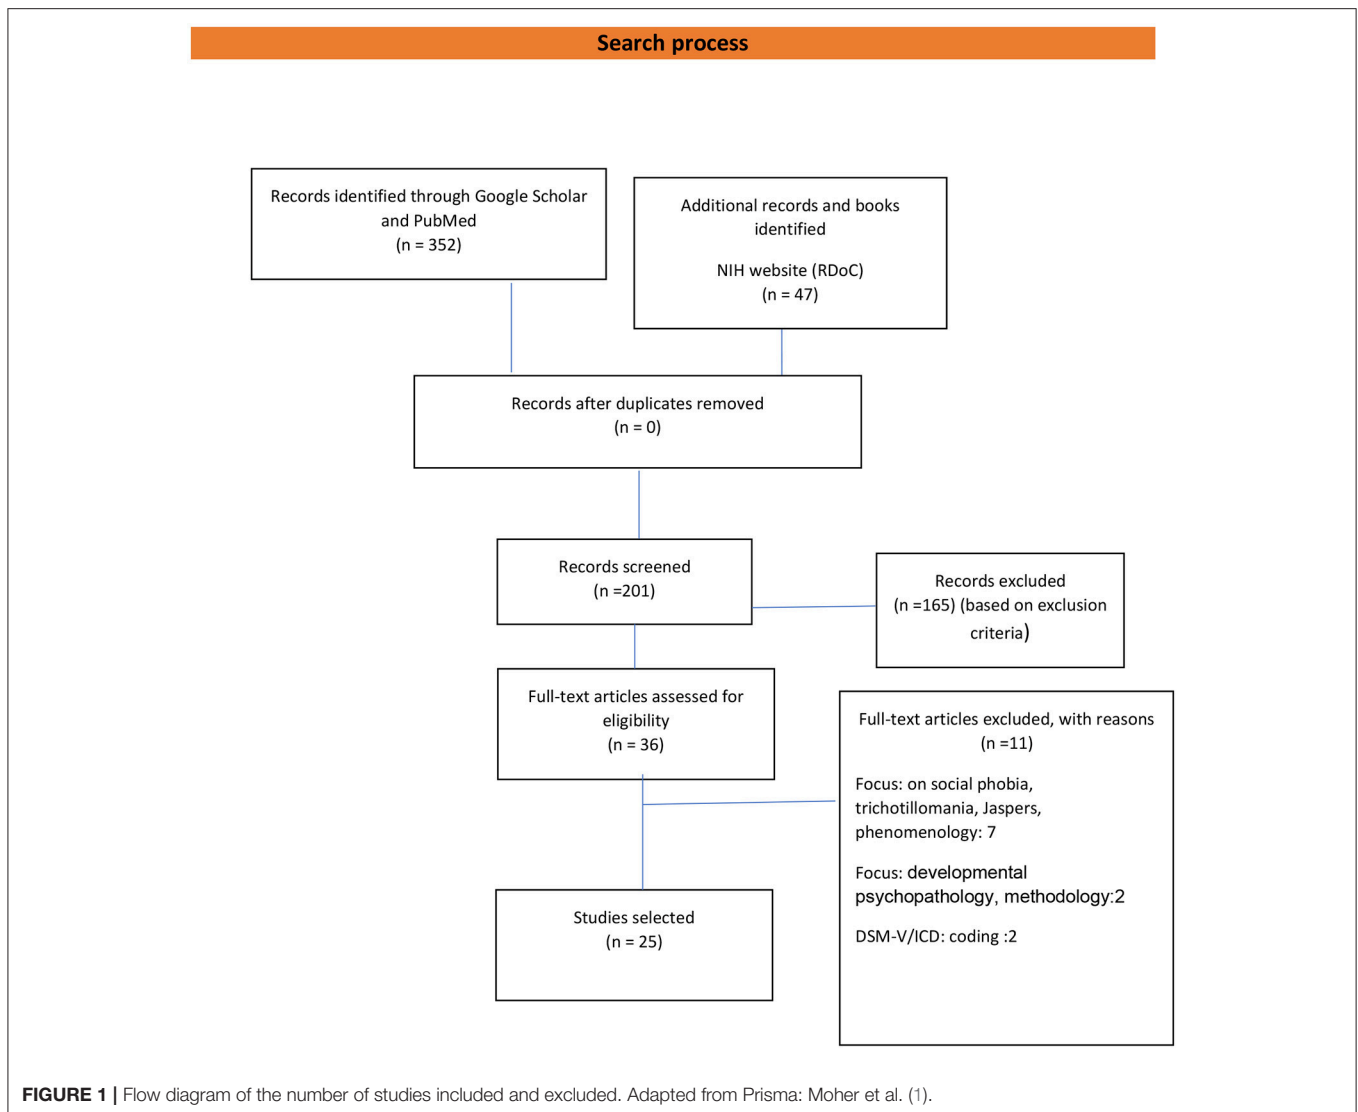 Search process
Records identified through Google Scholar
and PubMed
(n = 352)
Additional records and books
identified
NIH website (RDoC)
(n = 47)
Records after duplicates removed
(n = 0)
Records screened
(n =201)
Records excluded
(n =165) (based on exclusion
criteria)
Full-text articles assessed for
eligibility
(n = 36)
Full-text articles excluded, with reasons
(n =11)
Focus: on social phobia,
trichotillomania, Jaspers,
phenomenology: 7
Focus: developmental
psychopathology, methodology:2
DSM-V/ICD: coding :2
Studies selected
(n = 25)
FIGURE 1 | Flow diagram of the number of studies included and excluded. Adapted from Prisma: Moher et al. (1).